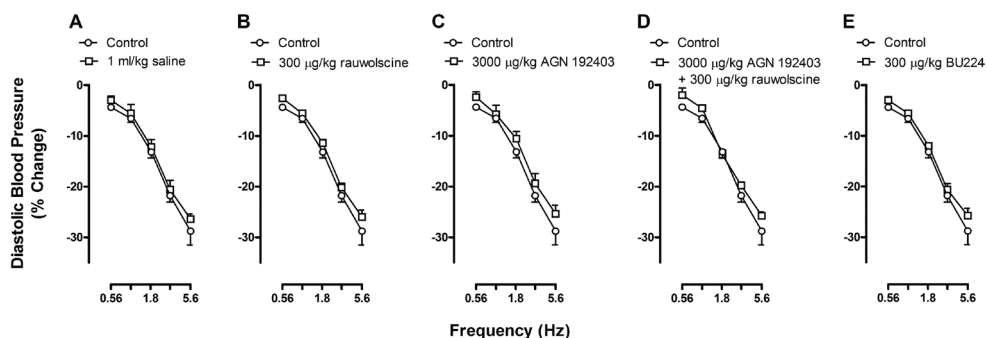 A
Control
1 ml/kg saline
B
Control
300 µg/kg rauwolscine
C
Control
3000 µg/kg AGN 192403
D
Control
3000 µg/kg AGN 192403
+ 300 µg/kg rauwolscine
E
Control
300 µg/kg BU224
Diastolic Blood Pressure
(% Change)
0
-10
-20
-30
0
-10
-20
-30
0
-10
-20
-30
0
-10
-20
-30
0
-10
-20
-30
0.56 1.8 5.6
0.56 1.8 5.6
0.56 1.8 5.6
0.56 1.8 5.6
0.56 1.8 5.6
Frequency (Hz)